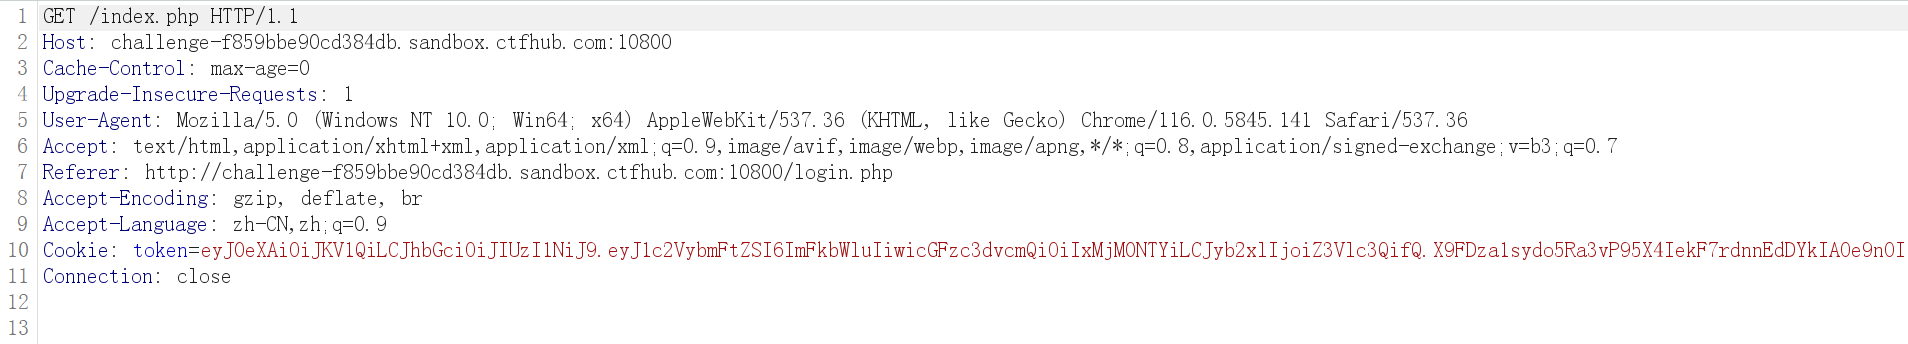 1 GET /index.php HTTP/1.1
2 Host: challenge-f859bbe90cd384db.sandbox.ctfhub.com:10800
3 Cache-Control: max-age=0
4 Upgrade-Insecure-Requests: 1
5 User-Agent: Mozilla/5.0 (Windows NT 10.0; Win64; x64) AppleWebKit/537.36 (KHTML, like Gecko) Chrome/116.0.5845.141 Safari/537.36
6 Accept: text/html,application/xhtml+xml,application/xml;q=0.9,image/avif,image/webp,image/apng,*/*;q=0.8,application/signed-exchange;v=b3;q=0.7
7 Referer: http://challenge-f859bbe90cd384db.sandbox.ctfhub.com:10800/login.php
8 Accept-Encoding: gzip, deflate, br
9 Accept-Language: zh-CN,zh;q=0.9
10 Cookie: token=eyJ0eXAiOiJKV1QiLCJhbGciOiJIUzI1NiJ9.eyJ1c2VybmFtZSI6ImFkbWluIiwicGFzc3dvcmQiOiIxMjM0NTYiLCJyb2xlIjoiZ3Vlc3QifQ.X9FDza1sydo5Ra3vP95X4IekF7rdnnEdDYkIA0e9n0I
11 Connection: close
12
13